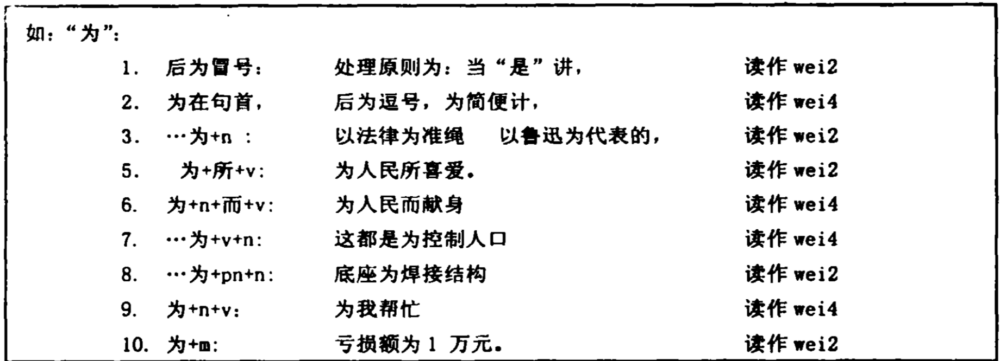 如：“为”：
1. 后为冒号： 处理原则为：当“是”讲， 读作 wei2
2. 为在句首， 后为逗号，为简便计， 读作 wei4
3. …为+n ： 以法律为准绳 以鲁迅为代表的， 读作 wei2
5. 为+所+v： 为人民所喜爱。 读作 wei2
6. 为+n+而+v： 为人民而献身 读作 wei4
7. …为+v+n： 这都是为控制人口 读作 wei4
8. …为+pn+n： 底座为焊接结构 读作 wei2
9. 为+n+v： 为我帮忙 读作 wei4
10. 为+m： 亏损额为 1 万元。 读作 wei2